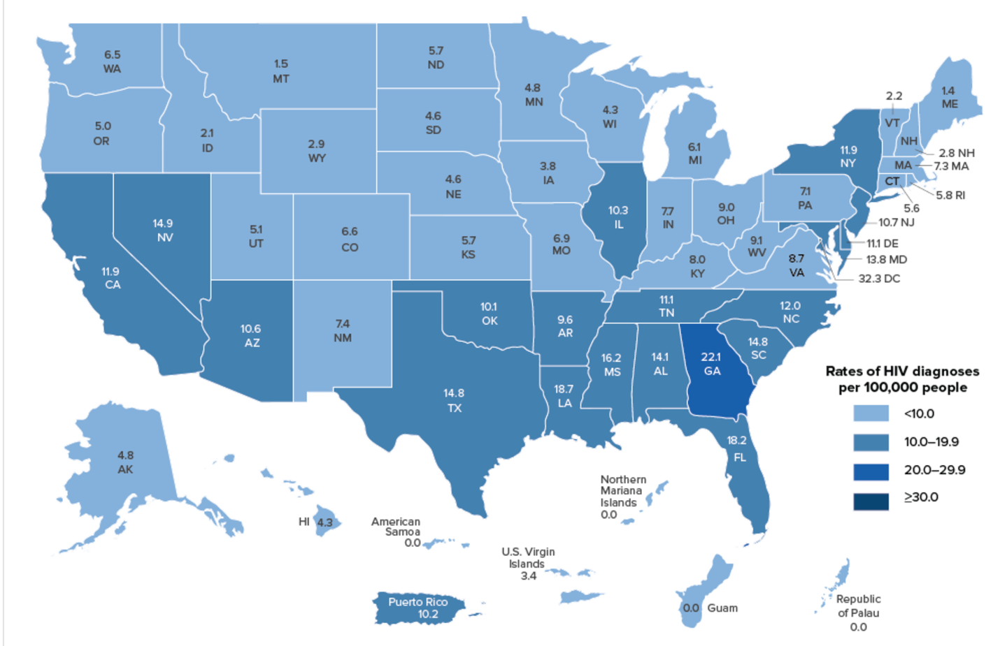 6.5
WA
1.5
MT
5.7
ND
4.8
MN
4.3
WI
2.2
VT
1.4
ME
5.0
OR
2.1
ID
2.9
WY
4.6
SD
3.8
IA
6.1
MI
11.9
NY
NH
2.8 NH
MA
7.3 MA
CT
5.8 RI
5.6
4.6
NE
7.1
PA
14.9
NV
5.1
UT
6.6
CO
5.7
KS
6.9
MO
10.3
IL
7.7
IN
9.0
OH
10.7 NJ
11.1 DE
13.8 MD
32.3 DC
9.1
WV
8.7
VA
8.0
KY
11.9
CA
10.6
AZ
7.4
NM
10.1
OK
9.6
AR
11.1
TN
12.0
NC
14.8
SC
14.8
TX
18.7
LA
16.2
MS
14.1
AL
22.1
GA
18.2
FL
Rates of HIV diagnoses
per 100,000 people
<10.0
10.0–19.9
20.0–29.9
≥30.0
4.8
AK
HI 4.3
American
Samoa
0.0
Northern
Mariana
Islands
0.0
U.S. Virgin
Islands
3.4
Puerto Rico
10.2
0.0 Guam
Republic
of Palau
0.0